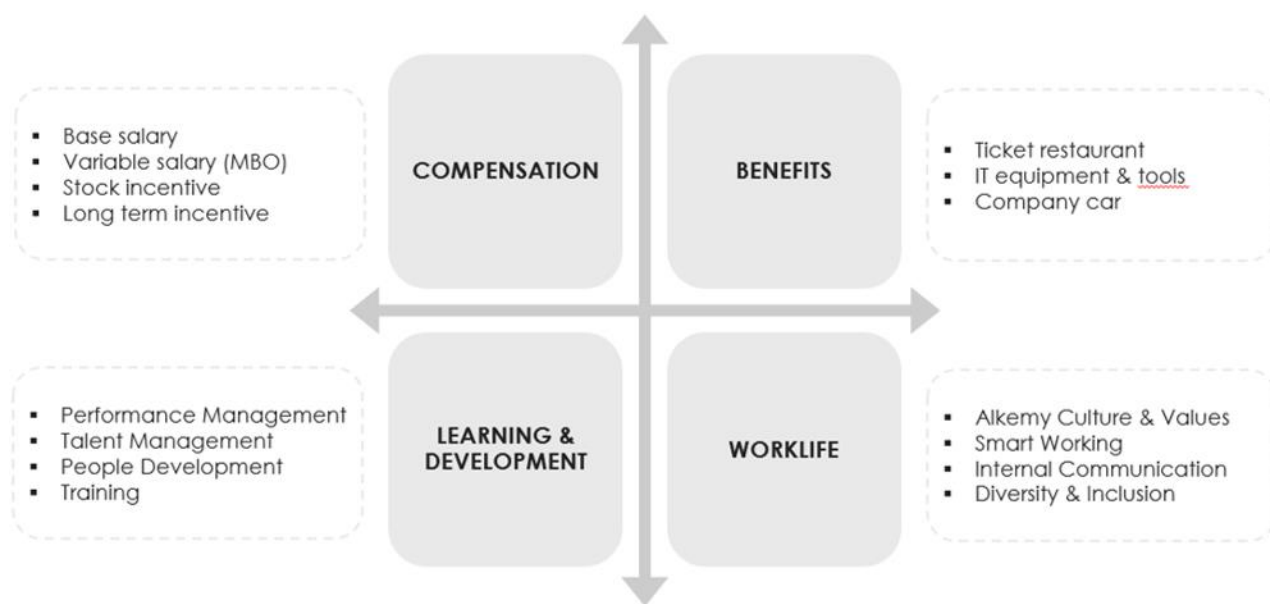 ▪ Base salary
▪ Variable salary (MBO)
▪ Stock incentive
▪ Long term incentive
COMPENSATION
BENEFITS
▪ Ticket restaurant
▪ IT equipment & tools
▪ Company car
▪ Performance Management
▪ Talent Management
▪ People Development
▪ Training
LEARNING &
DEVELOPMENT
WORKLIFE
▪ Alkemy Culture & Values
▪ Smart Working
▪ Internal Communication
▪ Diversity & Inclusion